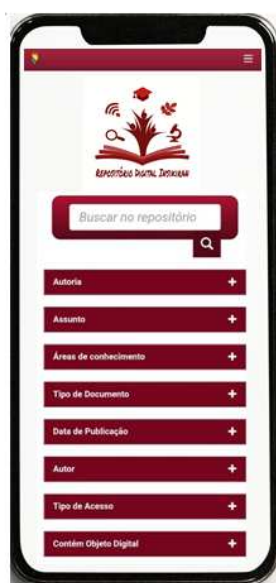 REPOSITÓRIO DIGITAL INSIKIRAN
Buscar no repositório
Autoria
Assunto
Áreas de conhecimento
Tipo de Documento
Data de Publicação
Autor
Tipo de Acesso
Contém Objeto Digital